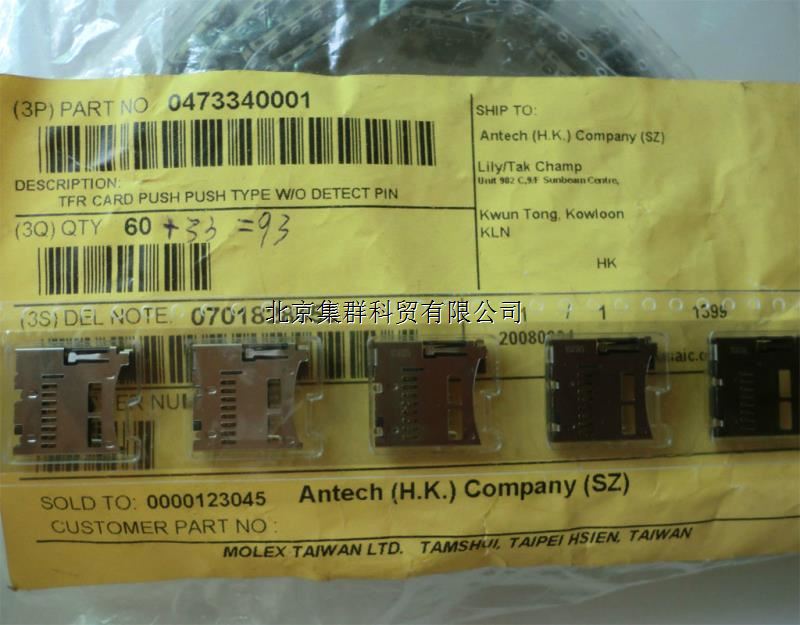 (3P) PART NO 0473340001
DESCRIPTION:
TFR CARD PUSH PUSH TYPE W/O DETECT PIN
(3Q) QTY 60 + 33 = 93
SHIP TO:
Antech (H.K.) Company (SZ)
Lily/Tak Champ
Unit 982 C,9/F Sunbeam Centre,
Kwun Tong, Kowloon
KLN
HK
北京集群科贸有限公司
(3S) DEL NOTE:
1 / 1 1399
SOLD TO: 0000123045 Antech (H.K.) Company (SZ)
CUSTOMER PART NO :
MOLEX TAIWAN LTD. TAMSHUI, TAIPEI HSIEN, TAIWAN